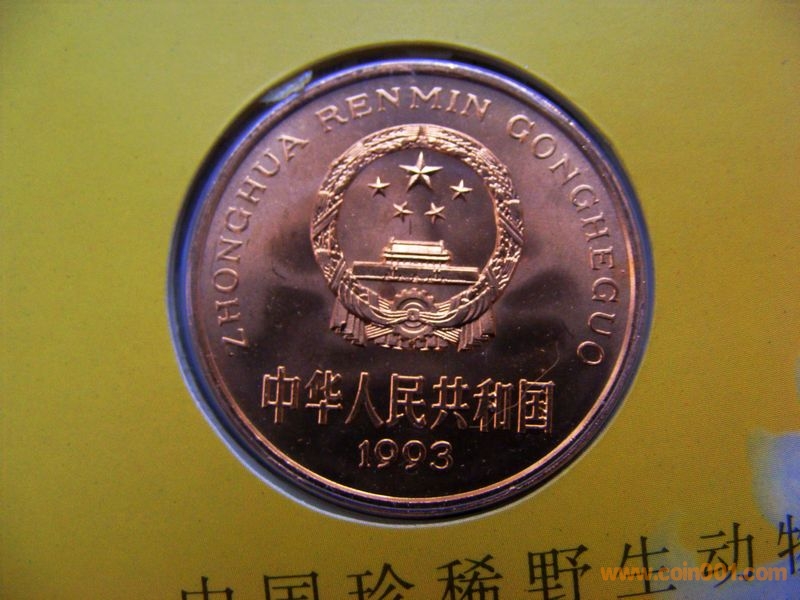 ZHONGHUA RENMIN GONGHEGUO
中华人民共和国
1993
中国珍稀野生动物
www.coin001.com